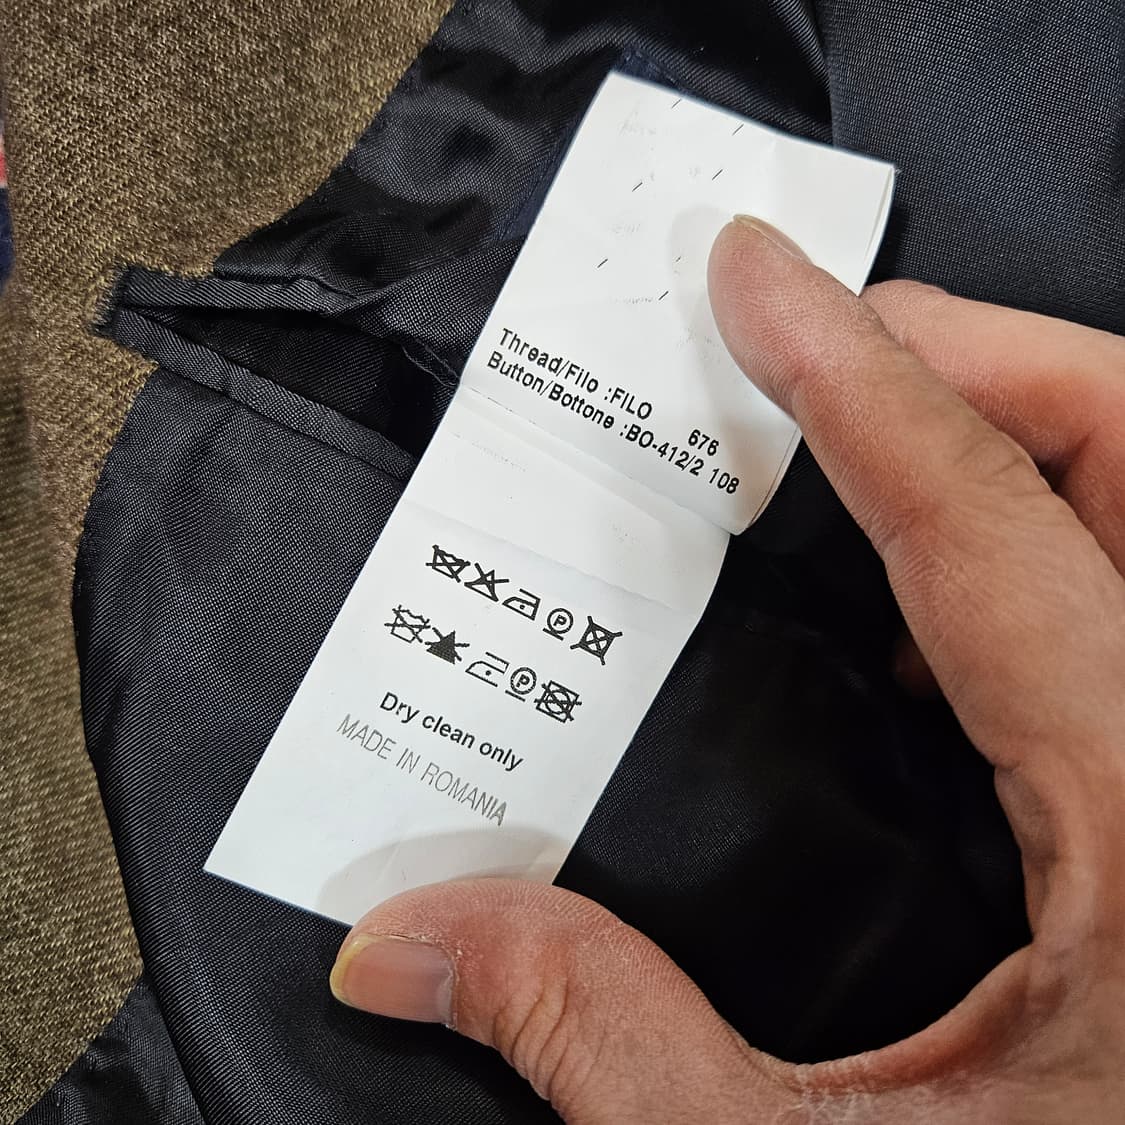 Thread/Filo :FILO 676
Button/Bottone :BO-412/2 108
P
P
Dry clean only
MADE IN ROMANIA